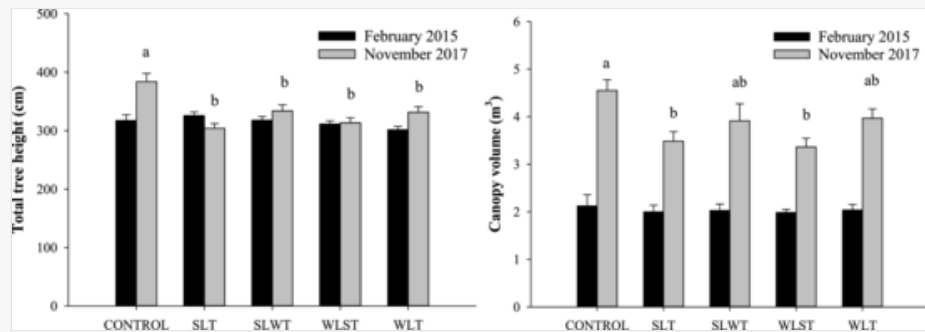 500
400
300
200
100
0
Total tree height (cm)
February 2015
November 2017
a
b
b
b
b
CONTROL SLT SLWT WLST WLT
6
5
4
3
2
1
0
Canopy volume (m³)
February 2015
November 2017
a
b
ab
b
ab
CONTROL SLT SLWT WLST WLT